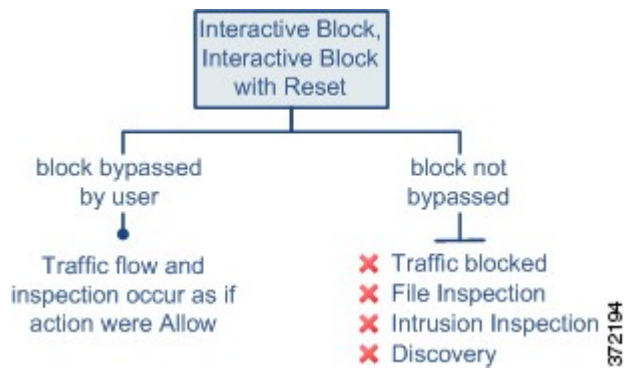 Interactive Block,
Interactive Block
with Reset
block bypassed
by user
Traffic flow and
inspection occur as if
action were Allow
block not
bypassed
Traffic blocked
File Inspection
Intrusion Inspection
Discovery
372194